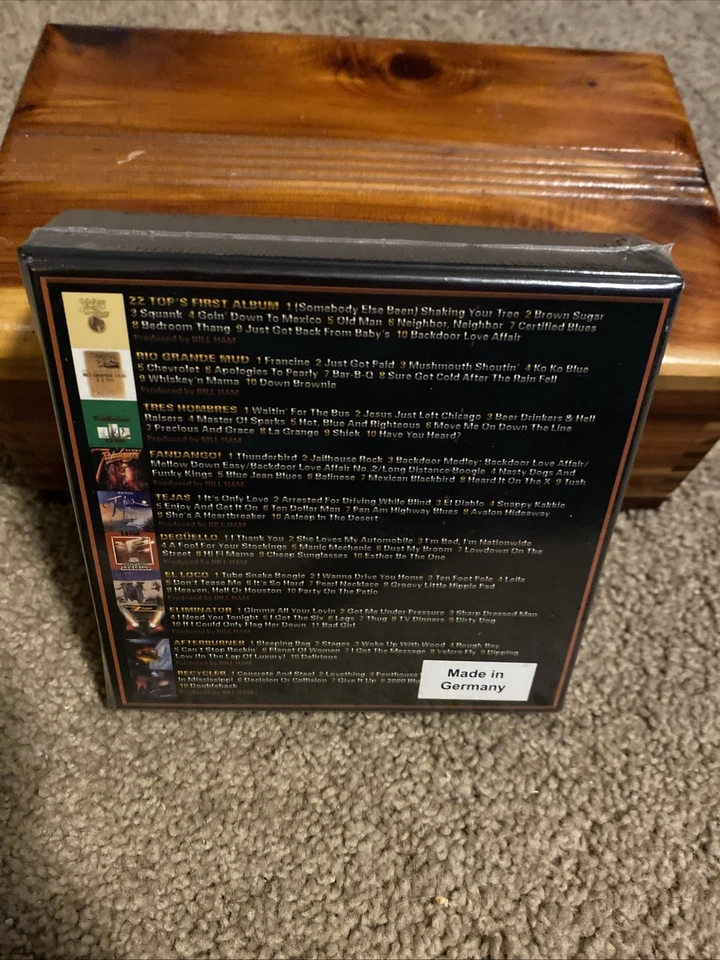 ZZ TOP'S FIRST ALBUM 1 (Somebody Else Been) Shaking Your Tree 2 Brown Sugar
3 Squank 4 Goin' Down To Mexico 5 Old Man 6 Neighbor, Neighbor 7 Certified Blues
8 Bedroom Thang 9 Just Got Back From Baby's 10 Backdoor Love Affair
Produced by BILL HAM
RIO GRANDE MUD 1 Francine 2 Just Got Paid 3 Mushmouth Shoutin' 4 Ko Ko Blue
5 Chevrolet 6 Apologies To Pearly 7 Bar-B-Q 8 Sure Got Cold After The Rain Fell
9 Whiskey'n Mama 10 Down Brownie
Produced by BILL HAM
TRES HOMBRES 1 Waitin' For The Bus 2 Jesus Just Left Chicago 3 Beer Drinkers & Hell
Raisers 4 Master Of Sparks 5 Hot, Blue And Righteous 6 Move Me On Down The Line
7 Precious And Grace 8 La Grange 9 Shiek 10 Have You Heard?
Produced by BILL HAM
FANDANGO! 1 Thunderbird 2 Jailhouse Rock 3 Backdoor Medley: Backdoor Love Affair/
Mellow Down Easy/Backdoor Love Affair No. 2/Long Distance Boogie 4 Nasty Dogs And
Funky Kings 5 Blue Jean Blues 6 Balinese 7 Mexican Blackbird 8 Heard It On The X 9 Tush
Produced by BILL HAM
TEJAS 1 It's Only Love 2 Arrested For Driving While Blind 3 El Diablo 4 Snappy Kakkie
5 Enjoy And Get It On 6 Ten Dollar Man 7 Pan Am Highway Blues 8 Avalon Hideaway
9 She's A Heartbreaker 10 Asleep In The Desert
Produced by BILL HAM
DEGÜELLO 1 I Thank You 2 She Loves My Automobile 3 I'm Bad, I'm Nationwide
4 A Fool For Your Stockings 5 Manic Mechanic 6 Dust My Broom 7 Lowdown On The
Street 8 Hi Fi Mama 9 Cheap Sunglasses 10 Esther Be The One
Produced by BILL HAM
EL LOCO 1 Tube Snake Boogie 2 I Wanna Drive You Home 3 Ten Foot Pole 4 Leila
5 Don't Tease Me 6 It's So Hard 7 Pearl Necklace 8 Groovy Little Hippie Pad
9 Heaven, Hell Or Houston 10 Party On The Patio
Produced by BILL HAM
ELIMINATOR 1 Gimme All Your Lovin 2 Got Me Under Pressure 3 Sharp Dressed Man
4 I Need You Tonight 5 I Got The Six 6 Legs 7 Thug 8 TV Dinners 9 Dirty Dog
10 If I Could Only Flag Her Down 11 Bad Girl
Produced by BILL HAM
AFTERBURNER 1 Sleeping Bag 2 Stages 3 Woke Up With Wood 4 Rough Boy
5 Can't Stop Rockin' 6 Planet Of Women 7 I Got The Message 8 Velcro Fly 9 Dipping
Low (In The Lap Of Luxury) 10 Delirious
Produced by BILL HAM
RECYCLER 1 Concrete And Steel 2 Lovething 3 Penthouse
In Mississippi 6 Decision Or Collision 7 Give It Up 8 2000 Blu
10 Doubleback
Produced by BILL HAM
Made in
Germany